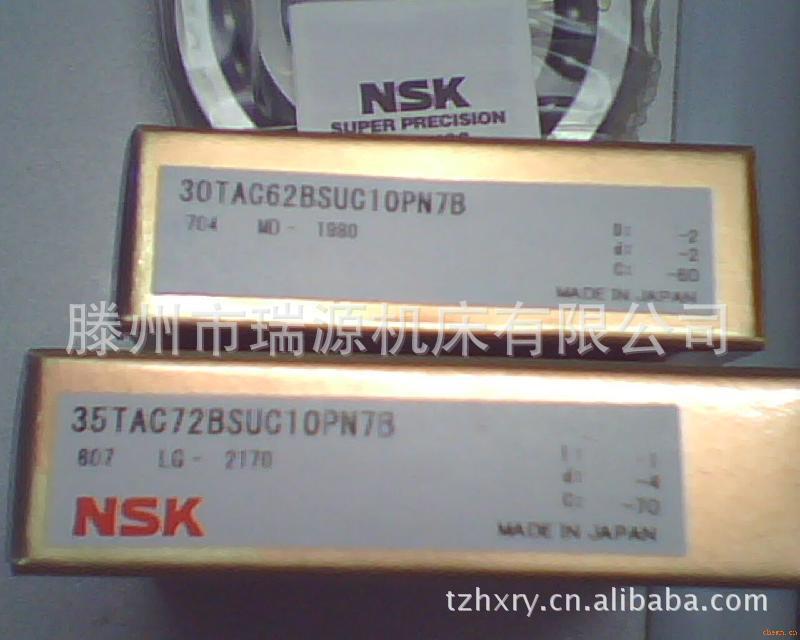 NSK
SUPER PRECISION
30TAC62BSUC10PN7B
704 MD - 1980
D: -2
d: -2
C: -60
MADE IN JAPAN
滕州市瑞源机床有限公司
35TAC72BSUC10PN7B
807 LG - 2170
-1
d: -4
C: -70
NSK
MADE IN JAPAN
tzhxry.cn.alibaba.com